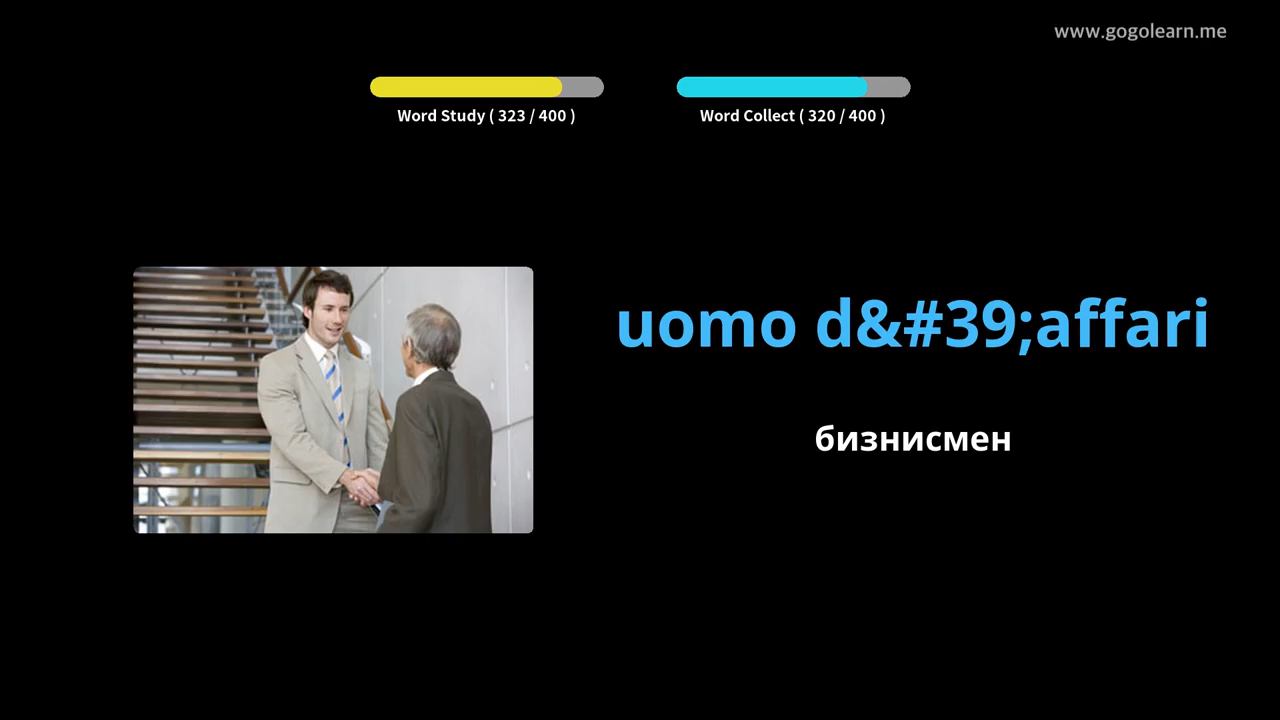 www.gogolearn.me
Word Study ( 323 / 400 )
Word Collect ( 320 / 400 )
uomo d&#39;affari
бизнисмен